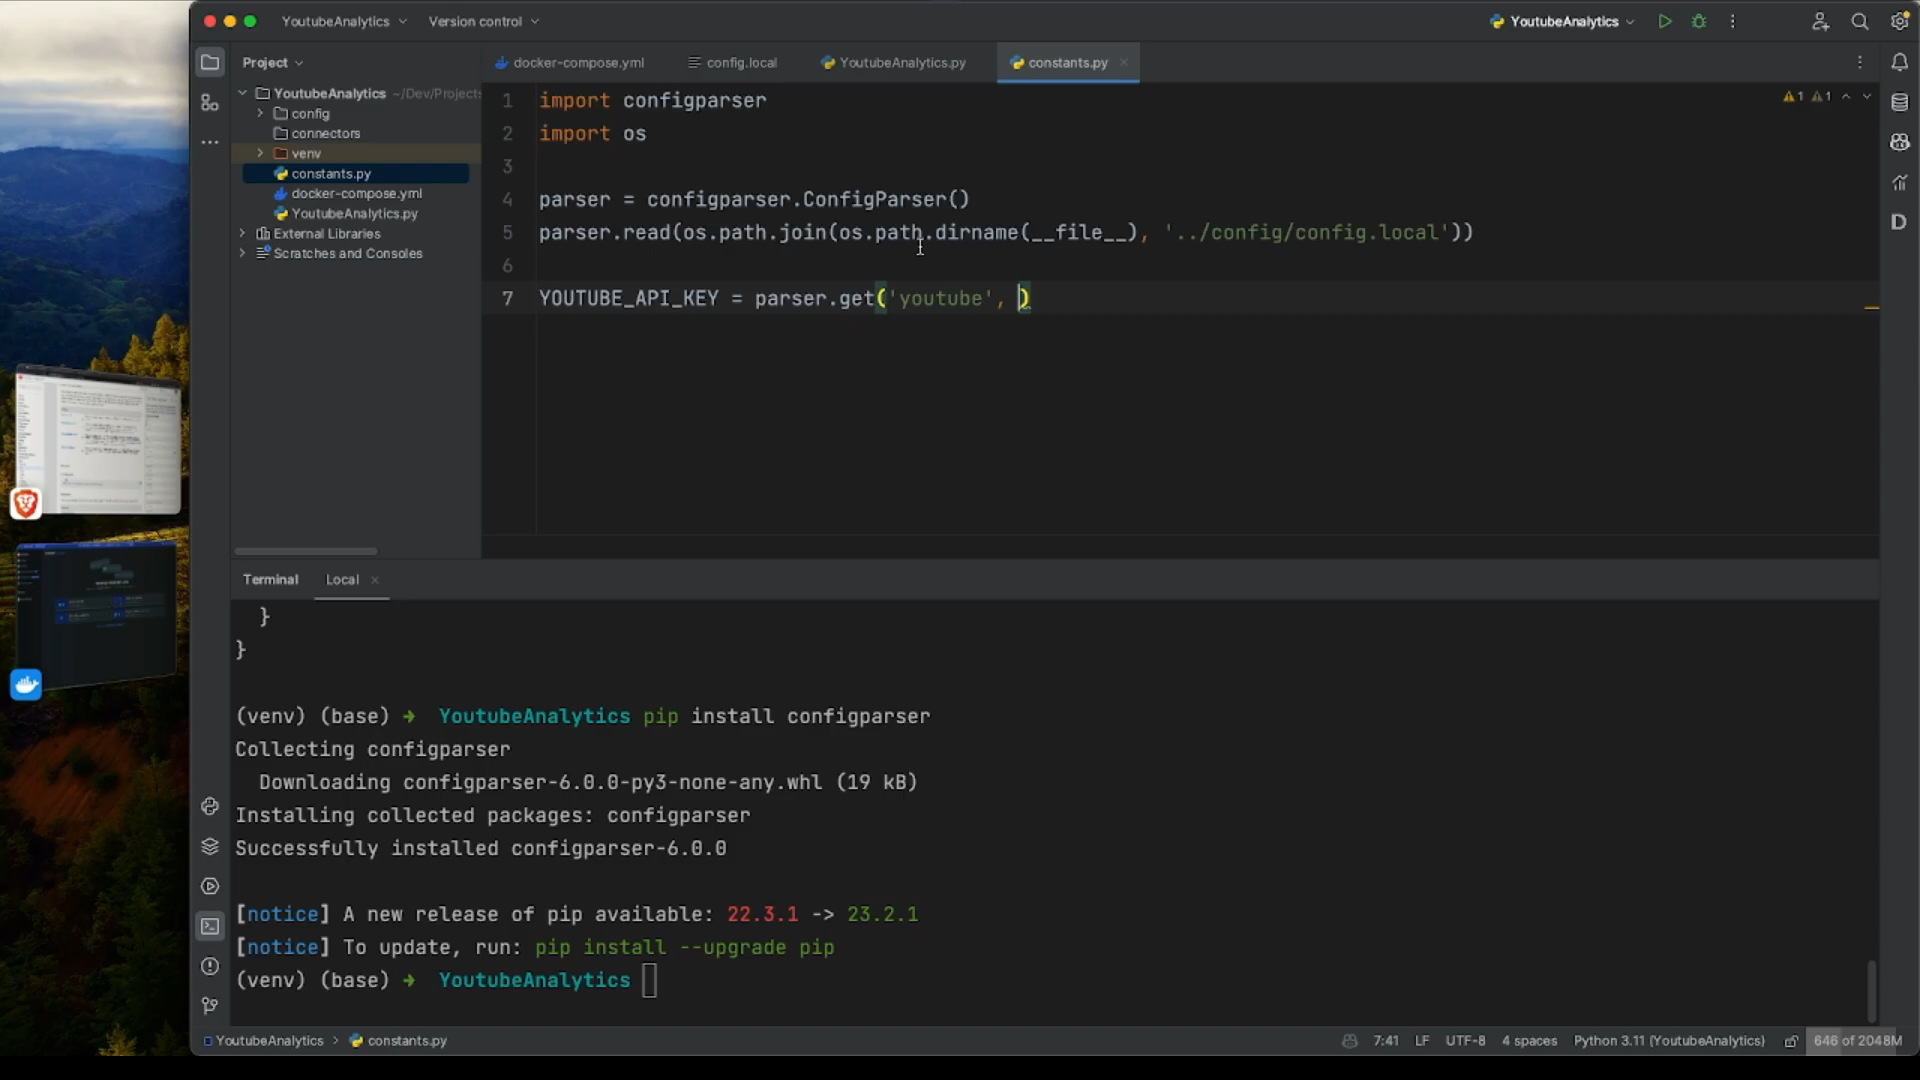 YoutubeAnalytics
Version control
YoutubeAnalytics
Project
docker-compose.yml
config.local
YoutubeAnalytics.py
constants.py
YoutubeAnalytics ~/Dev/Projects
config
connectors
venv
constants.py
docker-compose.yml
YoutubeAnalytics.py
External Libraries
Scratches and Consoles
1 import configparser
2 import os
3
4 parser = configparser.ConfigParser()
5 parser.read(os.path.join(os.path.dirname(__file__), '../config/config.local'))
6
7 YOUTUBE_API_KEY = parser.get('youtube', )
1 1
D
Terminal
Local
}
}
(venv) (base) ➜ YoutubeAnalytics pip install configparser
Collecting configparser
Downloading configparser-6.0.0-py3-none-any.whl (19 kB)
Installing collected packages: configparser
Successfully installed configparser-6.0.0
[notice] A new release of pip available: 22.3.1 -> 23.2.1
[notice] To update, run: pip install --upgrade pip
(venv) (base) ➜ YoutubeAnalytics
YoutubeAnalytics > constants.py
7:41 LF UTF-8 4 spaces Python 3.11 (YoutubeAnalytics) 646 of 2048M